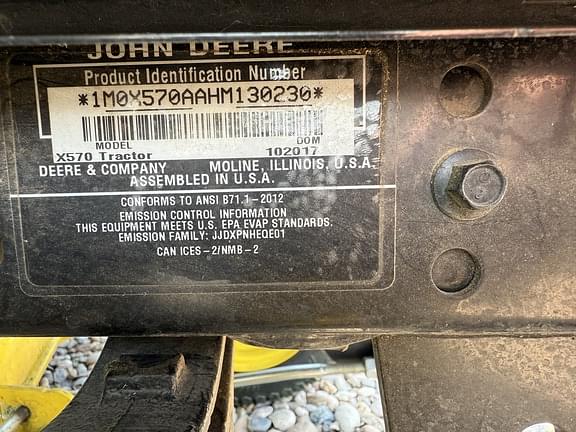 JOHN DEERE
Product Identification Number
*1M0X570AAHM130230*
MODEL DOM
X570 Tractor 102017
DEERE & COMPANY MOLINE, ILLINOIS, U.S.A.
ASSEMBLED IN U.S.A.
CONFORMS TO ANSI B71.1-2012
EMISSION CONTROL INFORMATION
THIS EQUIPMENT MEETS U.S. EPA EVAP STANDARDS.
EMISSION FAMILY: JJDXPNHEQE01
CAN ICES-2/NMB-2